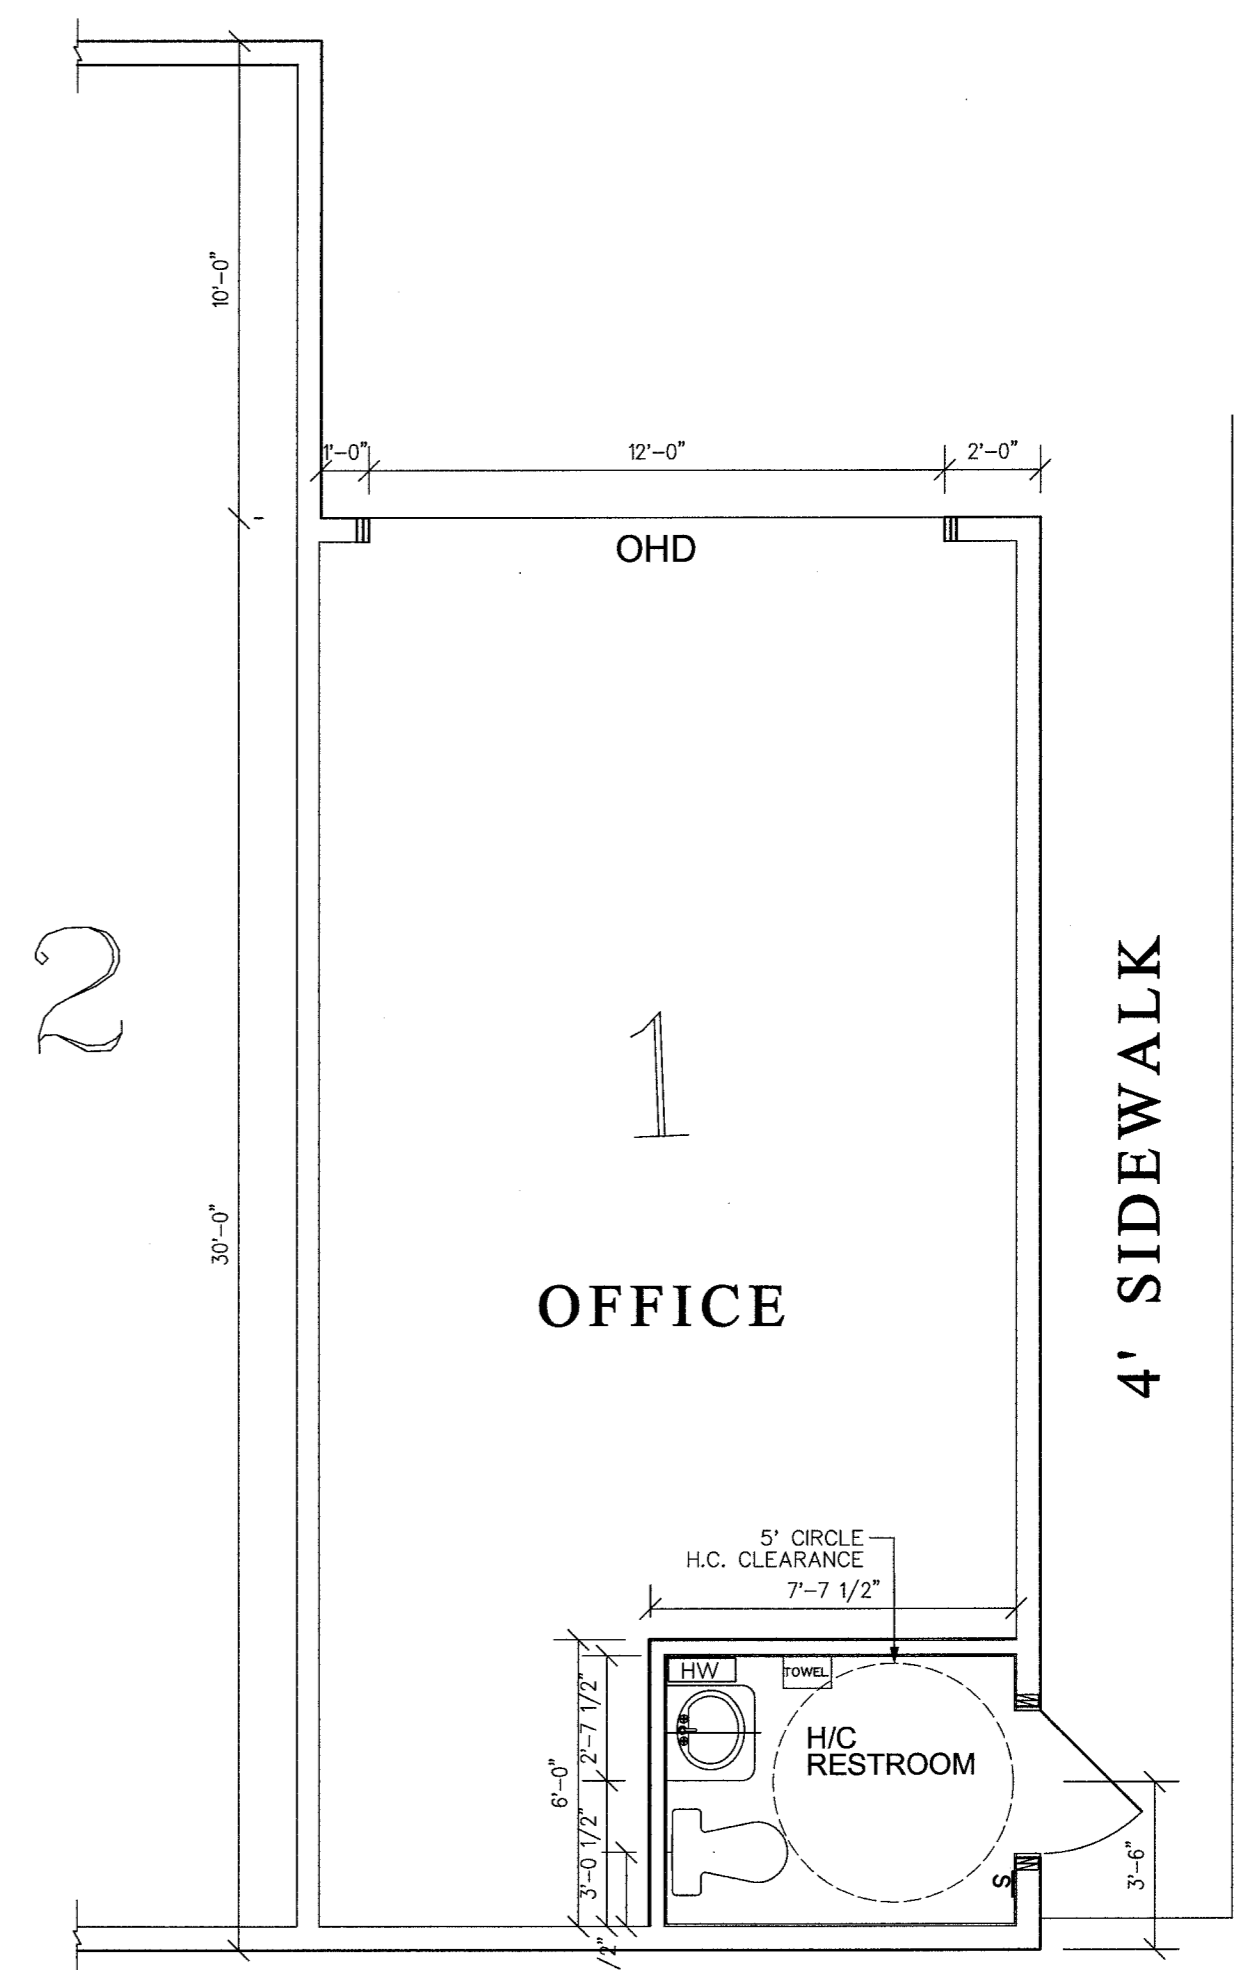 10'-0"
1'-0"
12'-0"
2'-0"
OHD
2
1
30'-0"
OFFICE
4' SIDEWALK
5' CIRCLE
H.C. CLEARANCE
7'-7 1/2"
HW
TOWEL
2'-7 1/2"
6'-0"
3'-0 1/2"
H/C
RESTROOM
S
3'-6"
/2"